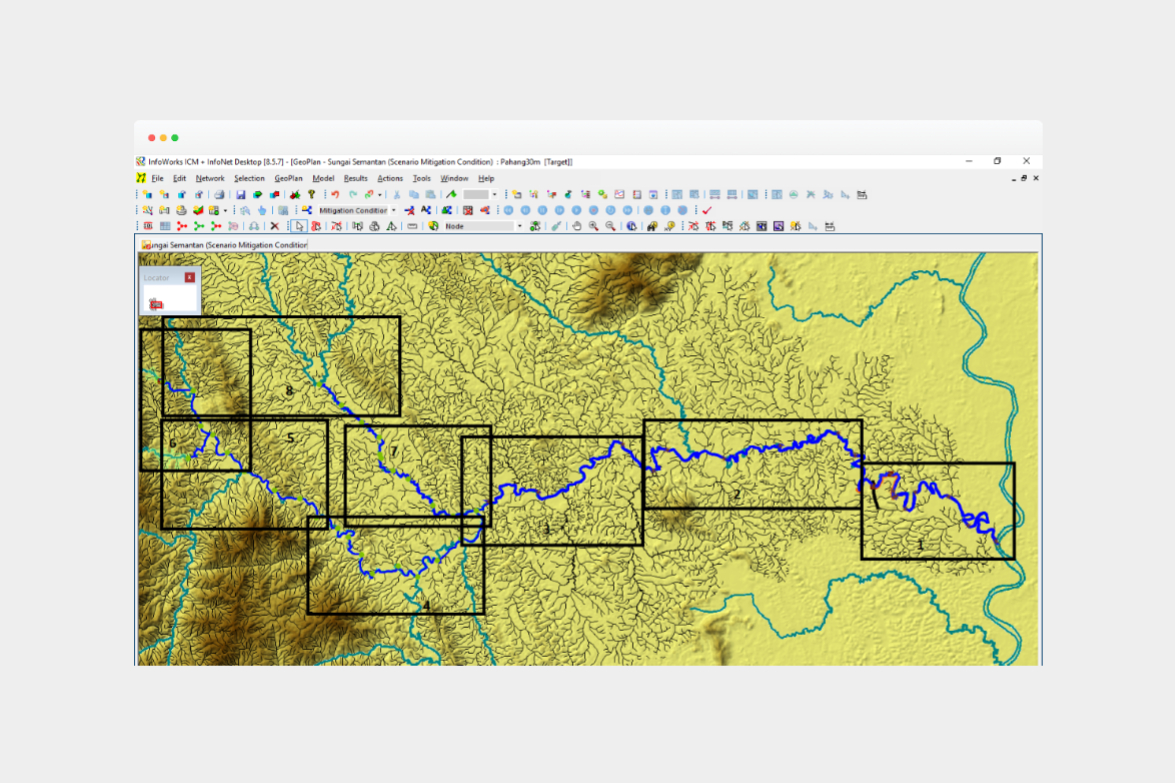 InfoWorks ICM + InfoNet Desktop [8.5.7] - [GeoPlan - Sungai Semantan (Scenario Mitigation Condition) : Pahang30m [Target]]
File Edit Network Selection GeoPlan Model Results Actions Tools Window Help
Mitigation Condition
Node
ungai Semantan (Scenario Mitigation Condition
Locator
8
6
5
7
2
3
1
4